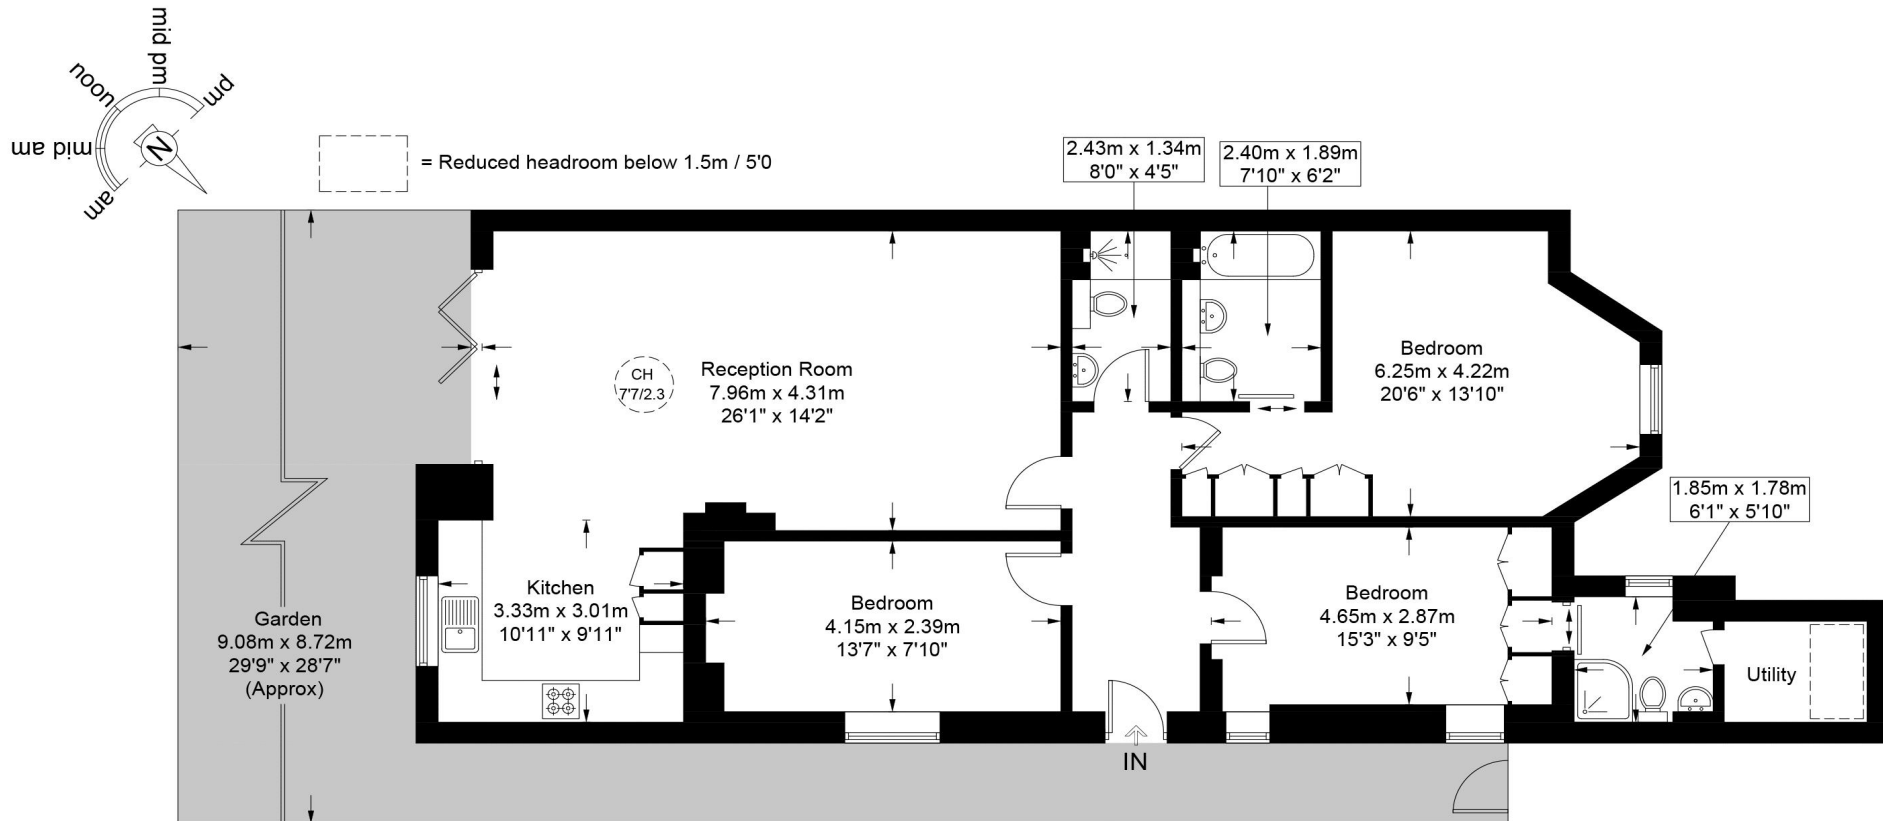 mid pm
noon
pm
mid am
am
N
= Reduced headroom below 1.5m / 5'0
2.43m x 1.34m
8'0" x 4'5"
2.40m x 1.89m
7'10" x 6'2"
CH
7'7/2.3
Reception Room
7.96m x 4.31m
26'1" x 14'2"
Bedroom
6.25m x 4.22m
20'6" x 13'10"
1.85m x 1.78m
6'1" x 5'10"
Kitchen
3.33m x 3.01m
10'11" x 9'11"
Bedroom
4.15m x 2.39m
13'7" x 7'10"
Bedroom
4.65m x 2.87m
15'3" x 9'5"
Garden
9.08m x 8.72m
29'9" x 28'7"
(Approx)
Utility
IN